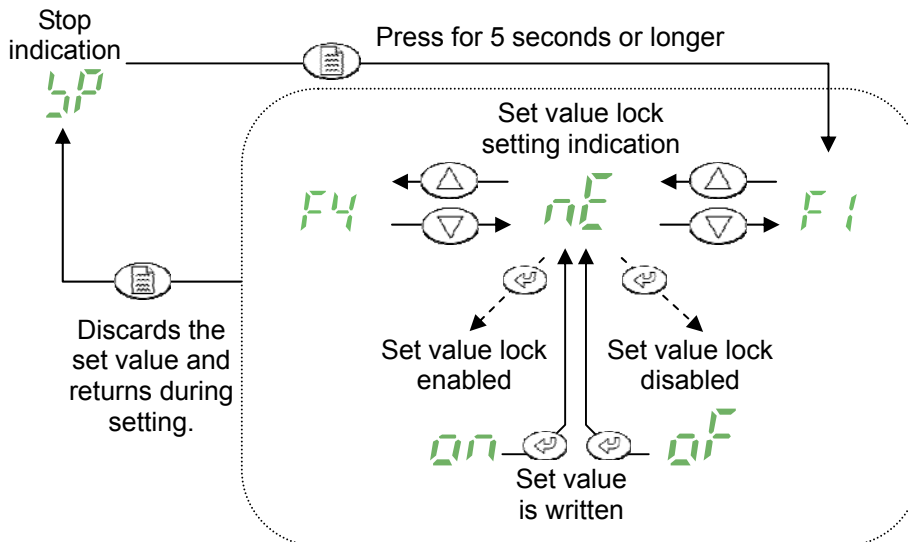 Stop
indication
SP
Press for 5 seconds or longer
Set value lock
setting indication
F4
nE
F1
Discards the
set value and
returns during
setting.
Set value lock
enabled
Set value lock
disabled
on
oF
Set value
is written